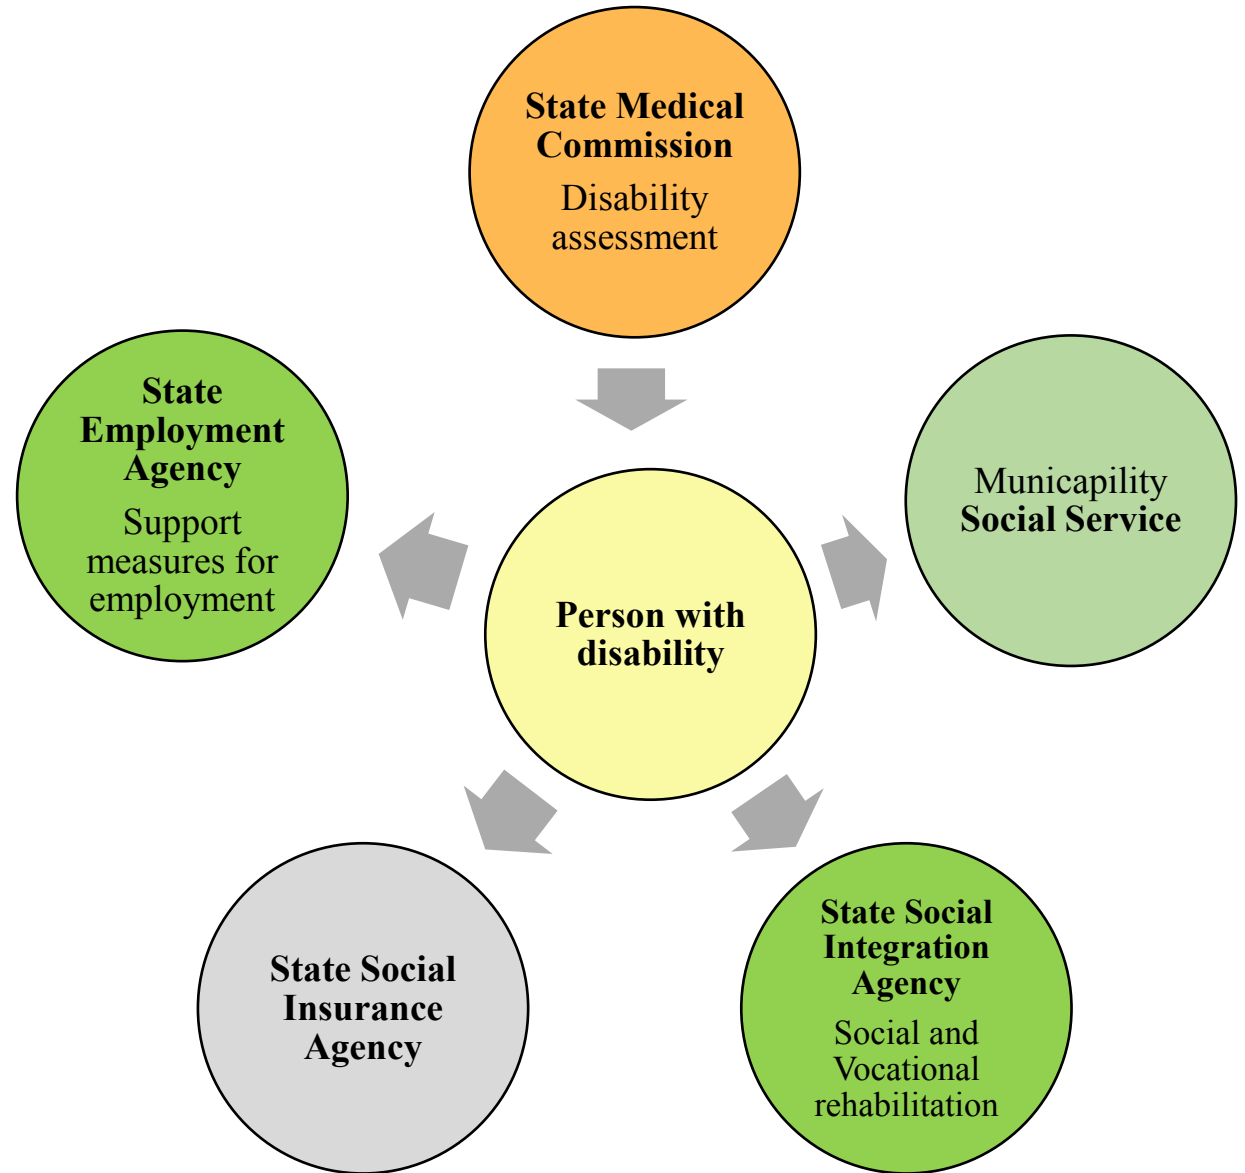 State Medical
Commission
Disability
assessment
State
Employment
Agency
Support
measures for
employment
Municapility
Social Service
Person with
disability
State Social
Insurance
Agency
State Social
Integration
Agency
Social and
Vocational
rehabilitation